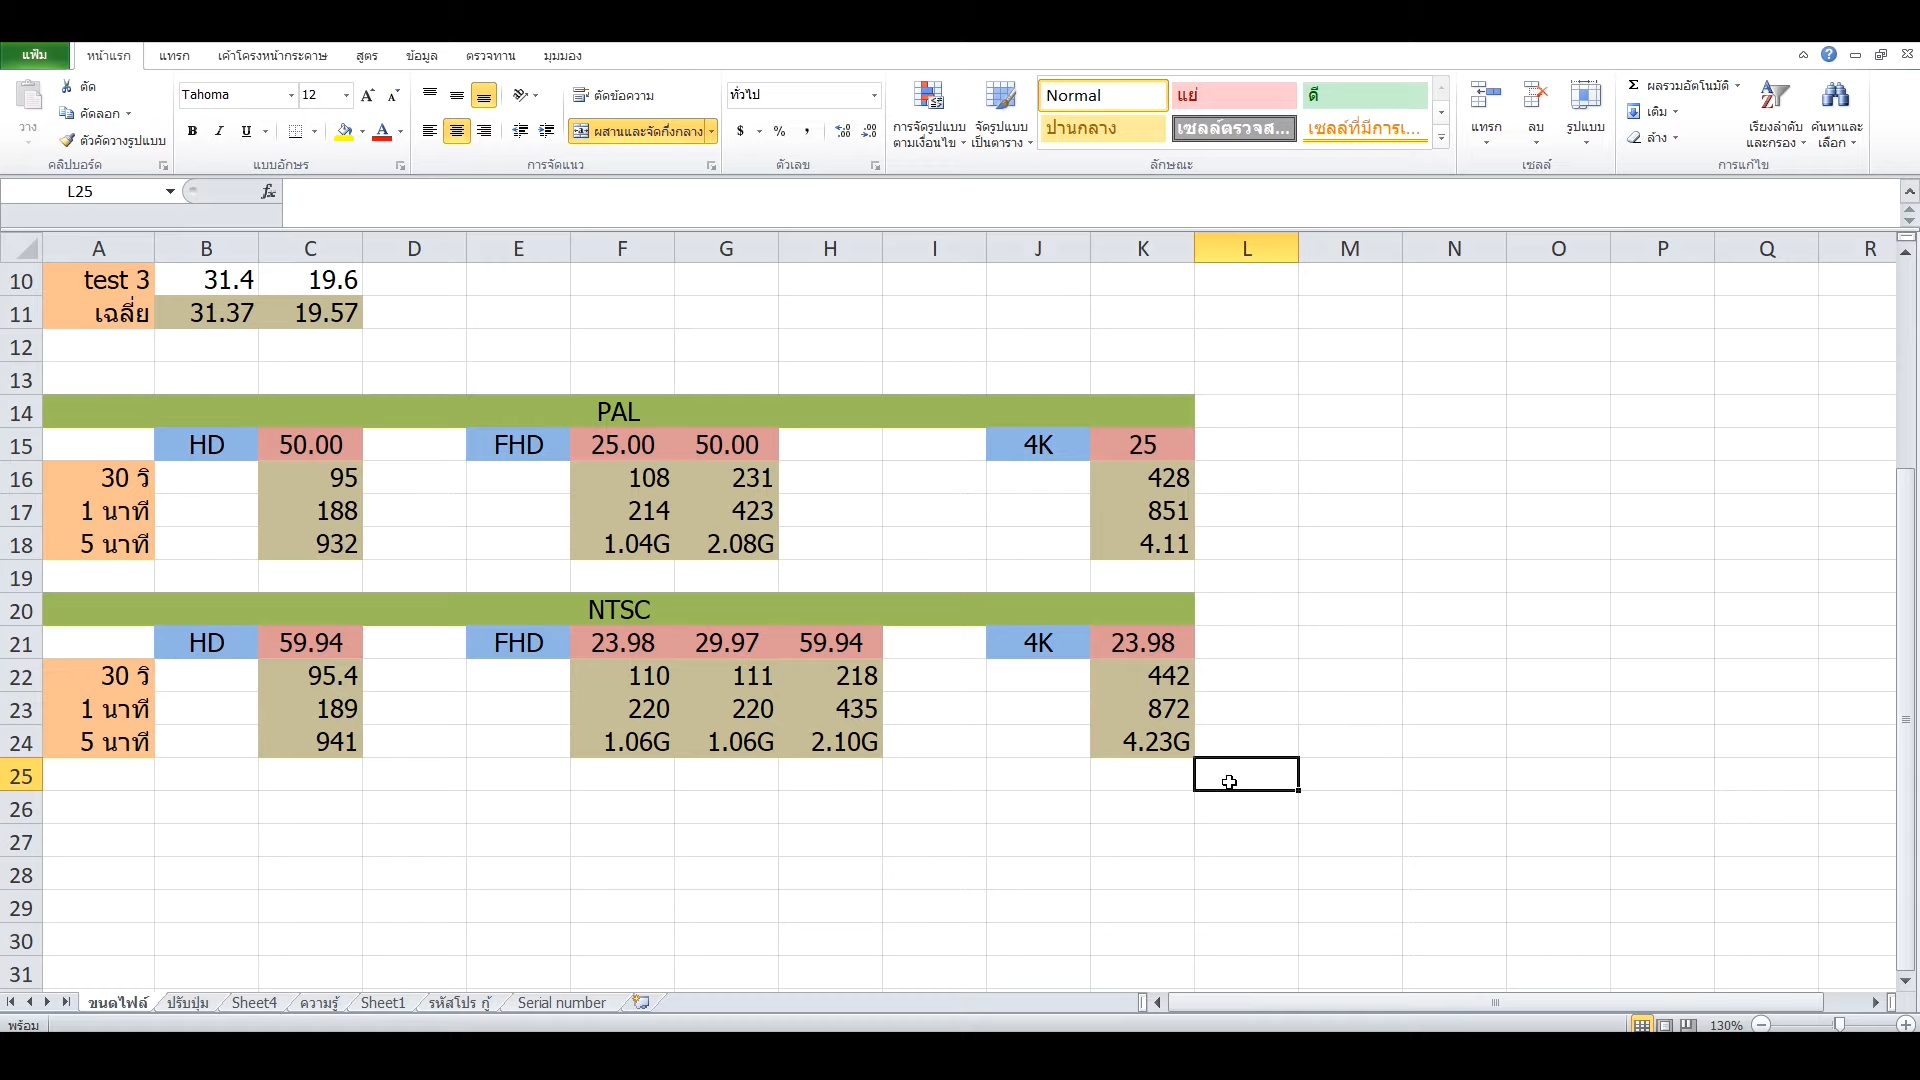 แฟ้ม หน้าแรก แทรก เค้าโครงหน้ากระดาษ สูตร ข้อมูล ตรวจทาน มุมมอง
วาง ตัด คัดลอก ตัวคัดวางรูปแบบ คลิปบอร์ด
Tahoma 12 A A B I U A แบบอักษร
ตัดข้อความ ผสานและจัดกึ่งกลาง การจัดแนว
ทั่วไป $ % , ตัวเลข
การจัดรูปแบบ ตามเงื่อนไข จัดรูปแบบ เป็นตาราง
Normal แย่ ดี
ปานกลาง เซลล์ตรวจส... เซลล์ที่มีการเ...
ลักษณะ
แทรก ลบ รูปแบบ เซลล์
Σ ผลรวมอัตโนมัติ เติม ล้าง เรียงลำดับ และกรอง ค้นหาและ เลือก การแก้ไข
L25 fx
A B C D E F G H I J K L M N O P Q R
10 test 3 31.4 19.6
11 เฉลี่ย 31.37 19.57
12
13
14 PAL
15 HD 50.00 FHD 25.00 50.00 4K 25
16 30 วิ 95 108 231 428
17 1 นาที 188 214 423 851
18 5 นาที 932 1.04G 2.08G 4.11
19
20 NTSC
21 HD 59.94 FHD 23.98 29.97 59.94 4K 23.98
22 30 วิ 95.4 110 111 218 442
23 1 นาที 189 220 220 435 872
24 5 นาที 941 1.06G 1.06G 2.10G 4.23G
25
26
27
28
29
30
31
ขนดไฟล์ ปรับปุ่ม Sheet4 ความรู้ Sheet1 รหัสโปร กู้ Serial number
พร้อม 130%